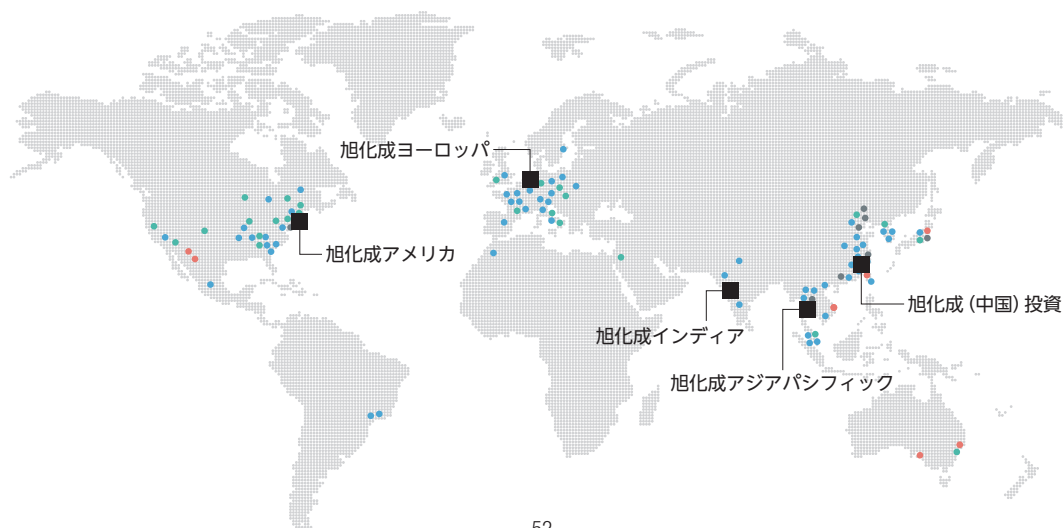 旭化成ヨーロッパ
旭化成アメリカ
旭化成（中国）投資
旭化成インディア
旭化成アジアパシフィック
52